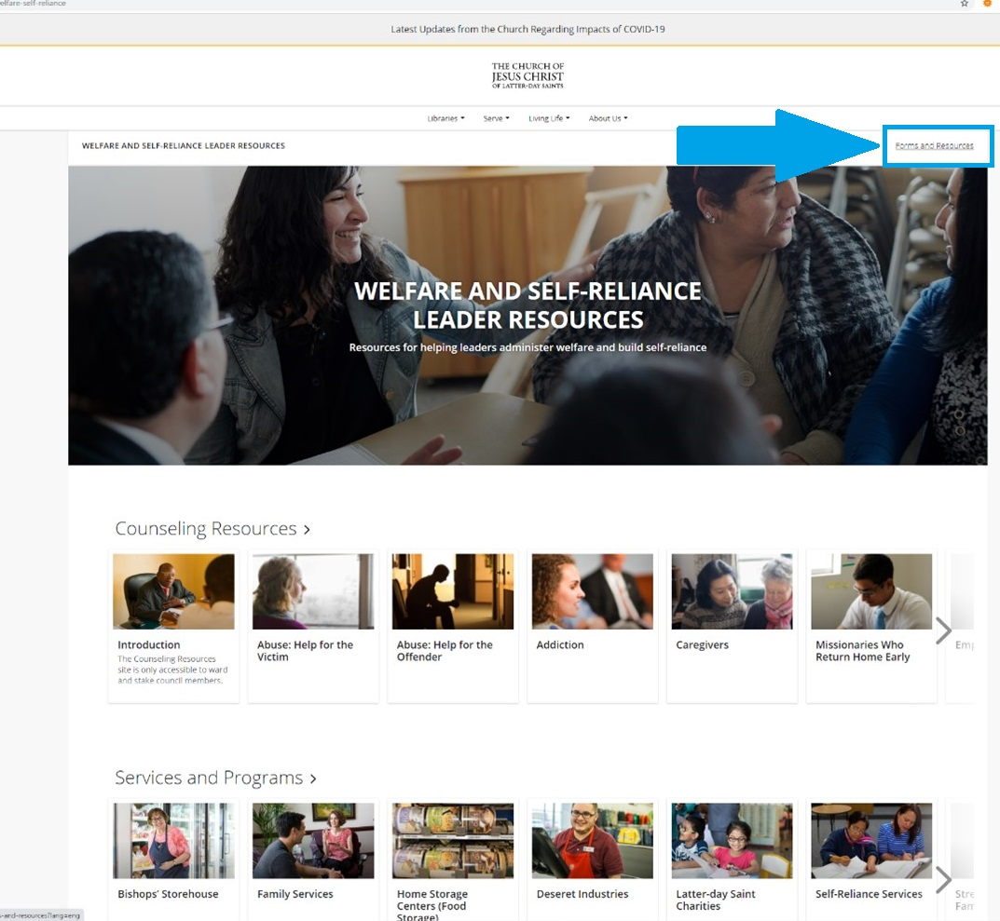 elfare-self-reliance
Latest Updates from the Church Regarding Impacts of COVID-19
THE CHURCH OF
JESUS CHRIST
OF LATTER-DAY SAINTS
Libraries Serve Living Life About Us
WELFARE AND SELF-RELIANCE LEADER RESOURCES
Forms and Resources
WELFARE AND SELF-RELIANCE
LEADER RESOURCES
Resources for helping leaders administer welfare and build self-reliance
Counseling Resources >
Introduction
The Counseling Resources
site is only accessible to ward
and stake council members.
Abuse: Help for the
Victim
Abuse: Help for the
Offender
Addiction
Caregivers
Missionaries Who
Return Home Early
Emp
Services and Programs >
Bishops’ Storehouse
Family Services
Home Storage
Centers (Food
Storage)
Deseret Industries
Latter-day Saint
Charities
Self-Reliance Services
Stre
Fam
s-and-resources?lang=eng